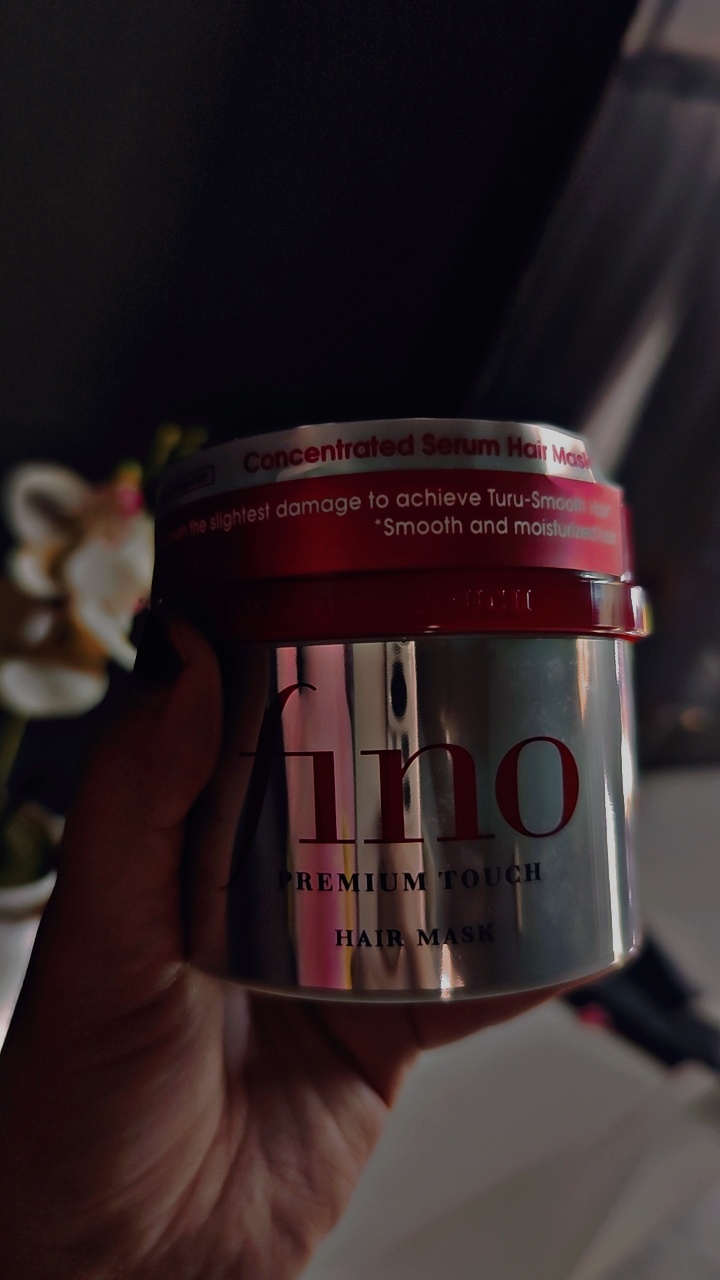 Concentrated Serum Hair Mask
the slightest damage to achieve Turu-Smooth
*Smooth and moisturized
fino
PREMIUM TOUCH
HAIR MASK